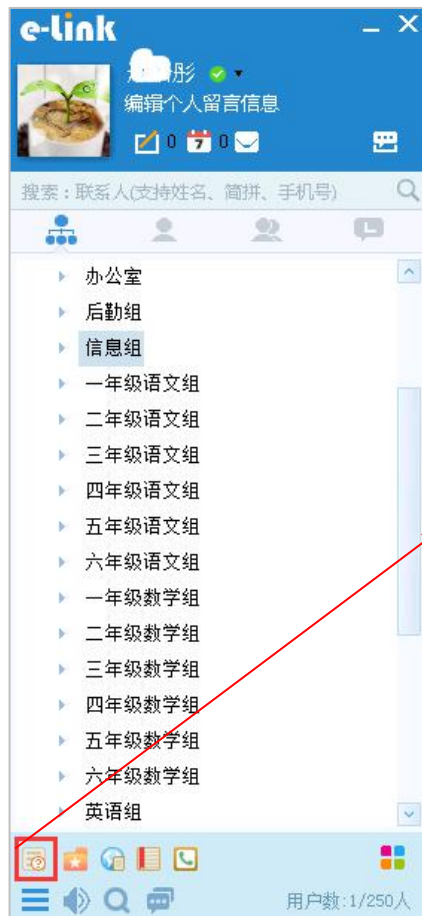 e-Link
彤
编辑个人留言信息
0 7 0
搜索：联系人(支持姓名、简拼、手机号)
办公室
后勤组
信息组
一年级语文组
二年级语文组
三年级语文组
四年级语文组
五年级语文组
六年级语文组
一年级数学组
二年级数学组
三年级数学组
四年级数学组
五年级数学组
六年级数学组
英语组
用户数:1/250人